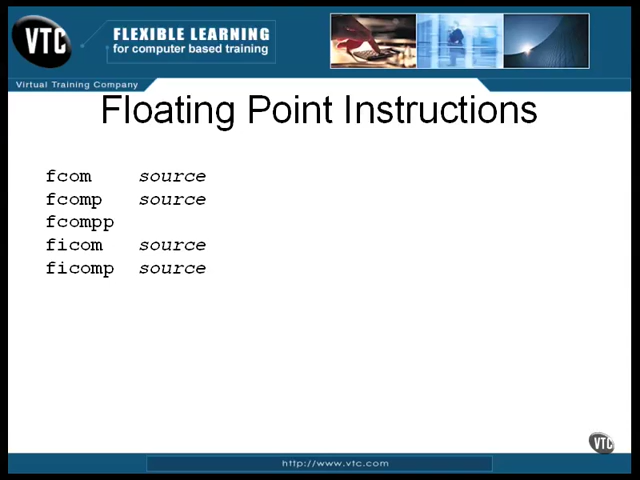 VTC
FLEXIBLE LEARNING
for computer based training
Virtual Training Company
Floating Point Instructions
fcom source
fcomp source
fcompp
ficom source
ficomp source
VTC
http://www.vtc.com